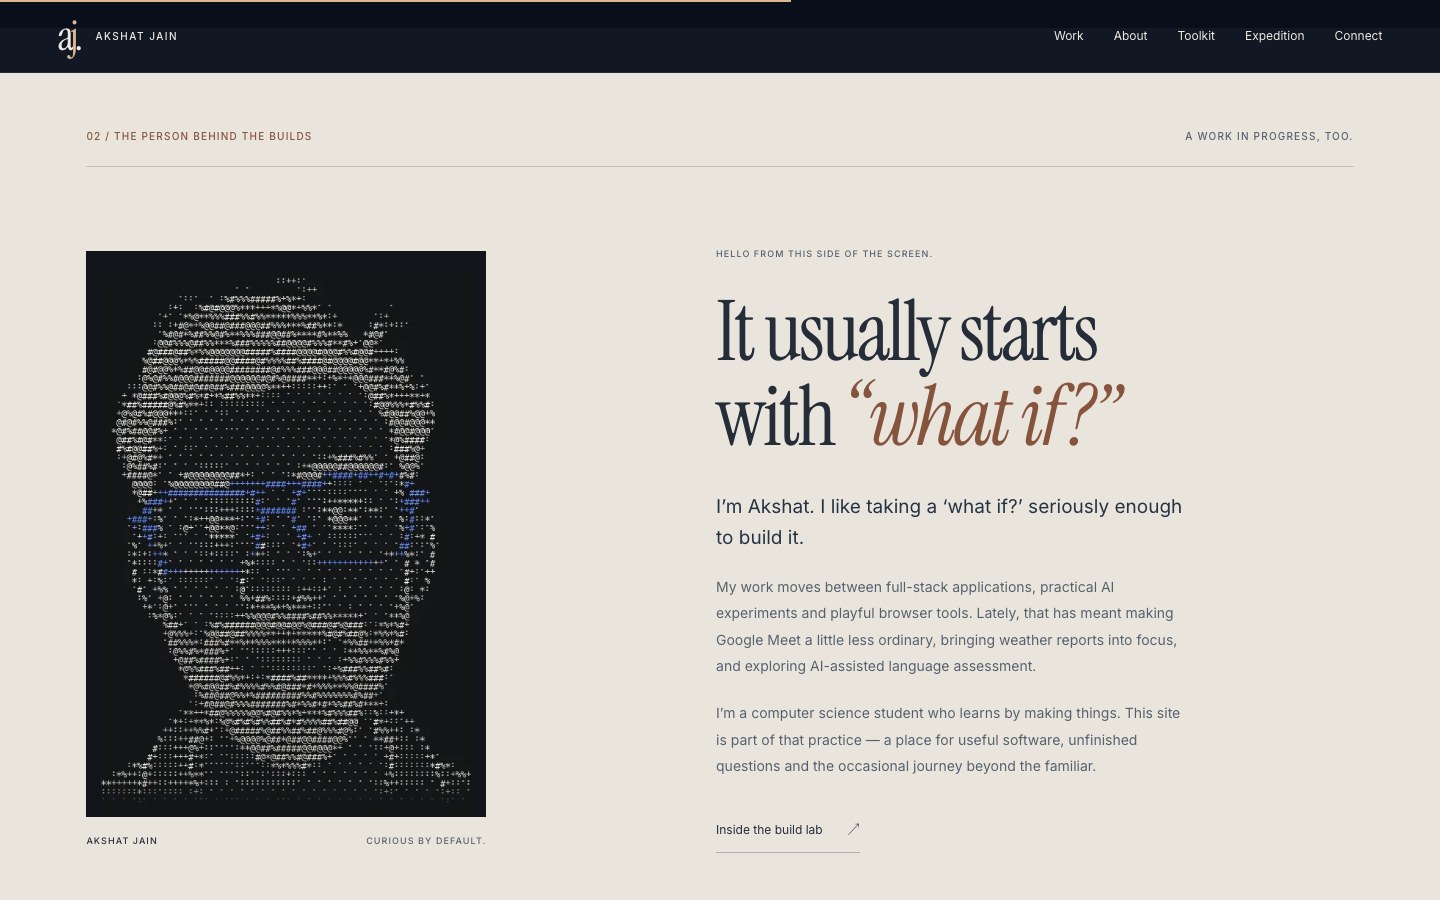 aj.
AKSHAT JAIN
Work
About
Toolkit
Expedition
Connect
02 / THE PERSON BEHIND THE BUILDS
A WORK IN PROGRESS, TOO.
HELLO FROM THIS SIDE OF THE SCREEN.
It usually starts
with “what if?”
I’m Akshat. I like taking a ‘what if?’ seriously enough
to build it.
My work moves between full-stack applications, practical AI
experiments and playful browser tools. Lately, that has meant making
Google Meet a little less ordinary, bringing weather reports into focus,
and exploring AI-assisted language assessment.
I’m a computer science student who learns by making things. This site
is part of that practice — a place for useful software, unfinished
questions and the occasional journey beyond the familiar.
Inside the build lab ↗
AKSHAT JAIN
CURIOUS BY DEFAULT.